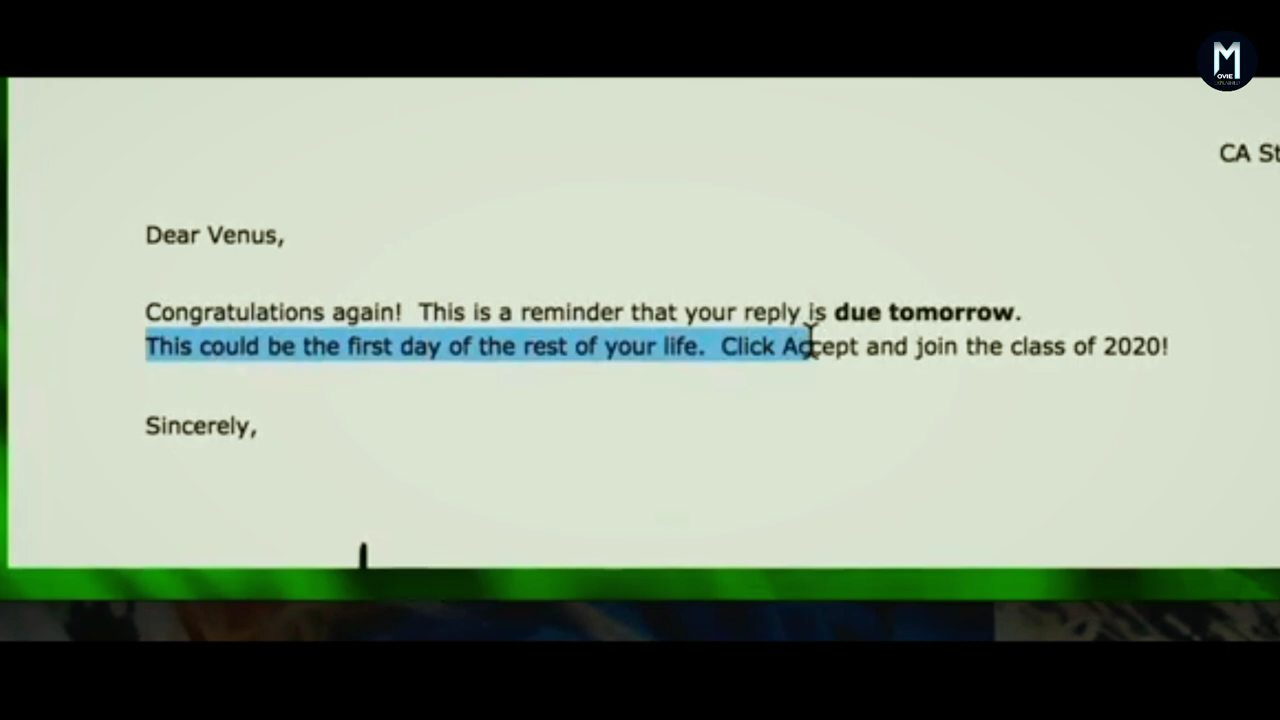 M
OVIE
CA St
Dear Venus,
Congratulations again!  This is a reminder that your reply is due tomorrow.
This could be the first day of the rest of your life.  Click Accept and join the class of 2020!
Sincerely,